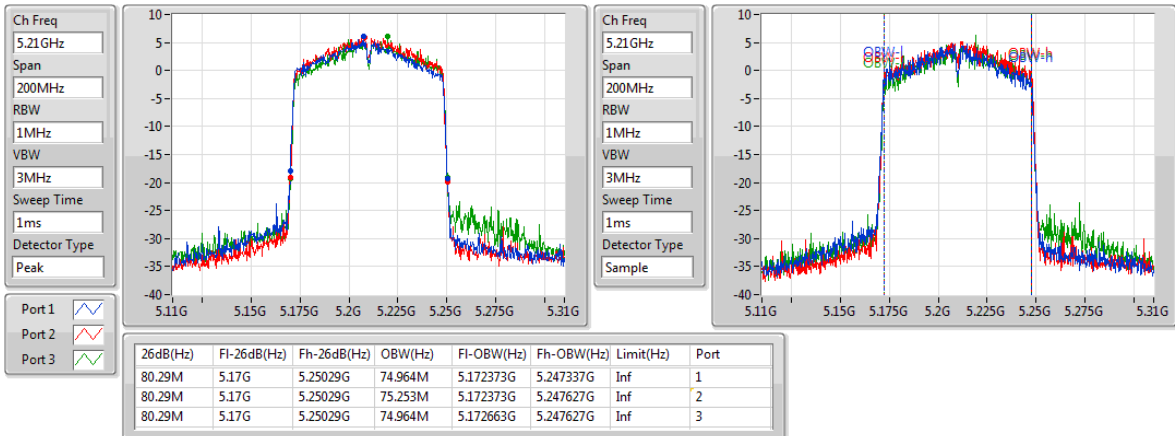 Ch Freq
5.21GHz
Span
200MHz
RBW
1MHz
VBW
3MHz
Sweep Time
1ms
Detector Type
Peak
Port 1
Port 2
Port 3
10
5
0
-5
-10
-15
-20
-25
-30
-35
-40
5.11G 5.15G 5.175G 5.2G 5.225G 5.25G 5.275G 5.31G
Ch Freq
5.21GHz
Span
200MHz
RBW
1MHz
VBW
3MHz
Sweep Time
1ms
Detector Type
Sample
10
5
0
-5
-10
-15
-20
-25
-30
-35
-40
OBW-h
5.11G 5.15G 5.175G 5.2G 5.225G 5.25G 5.275G 5.31G
26dB(Hz) Fl-26dB(Hz) Fh-26dB(Hz) OBW(Hz) Fl-OBW(Hz) Fh-OBW(Hz) Limit(Hz) Port
80.29M 5.17G 5.25029G 74.964M 5.172373G 5.247337G Inf 1
80.29M 5.17G 5.25029G 75.253M 5.172373G 5.247627G Inf 2
80.29M 5.17G 5.25029G 74.964M 5.172663G 5.247627G Inf 3